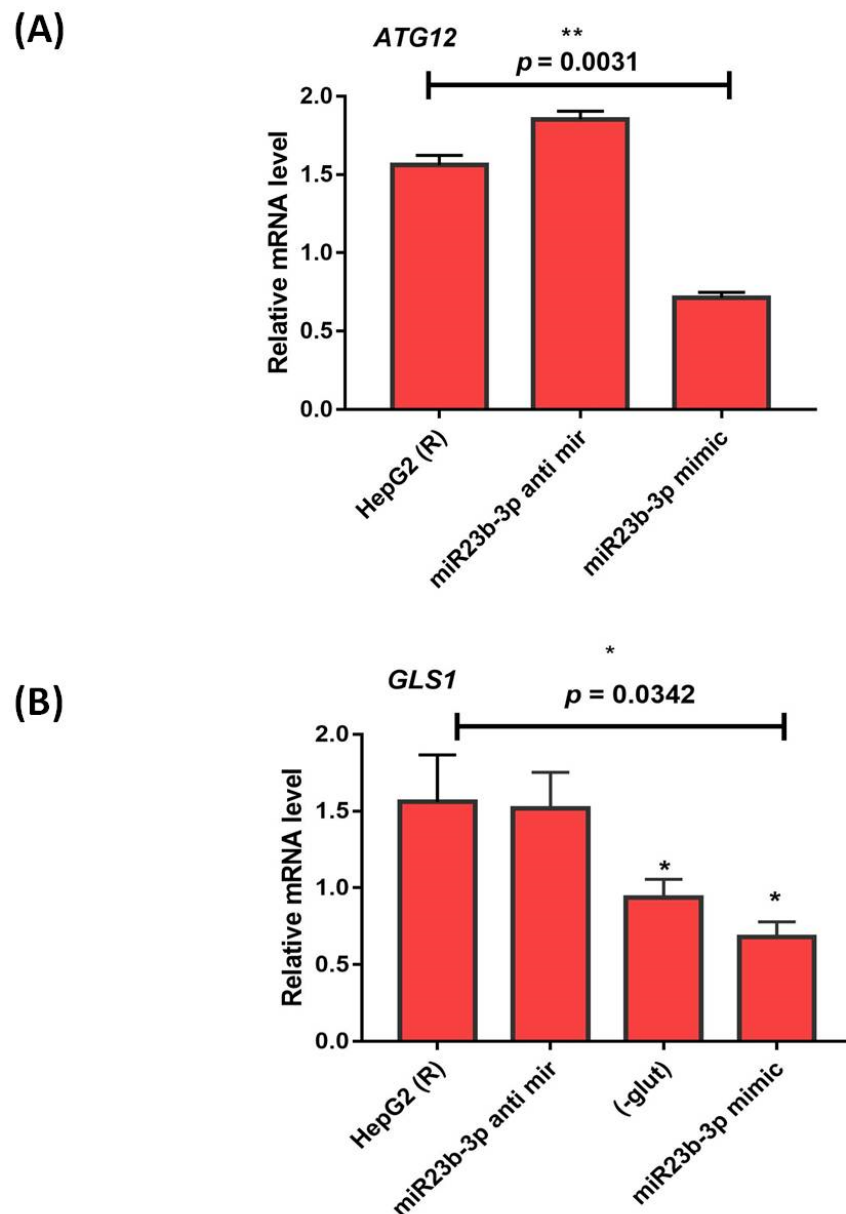 (A)
ATG12
**
p = 0.0031
Relative mRNA level
2.0
1.5
1.0
0.5
0.0
HepG2 (R)
miR23b-3p anti mir
miR23b-3p mimic
(B)
GLS1
*
p = 0.0342
Relative mRNA level
2.0
1.5
1.0
0.5
0.0
*
*
HepG2 (R)
miR23b-3p anti mir
(-glut)
miR23b-3p mimic